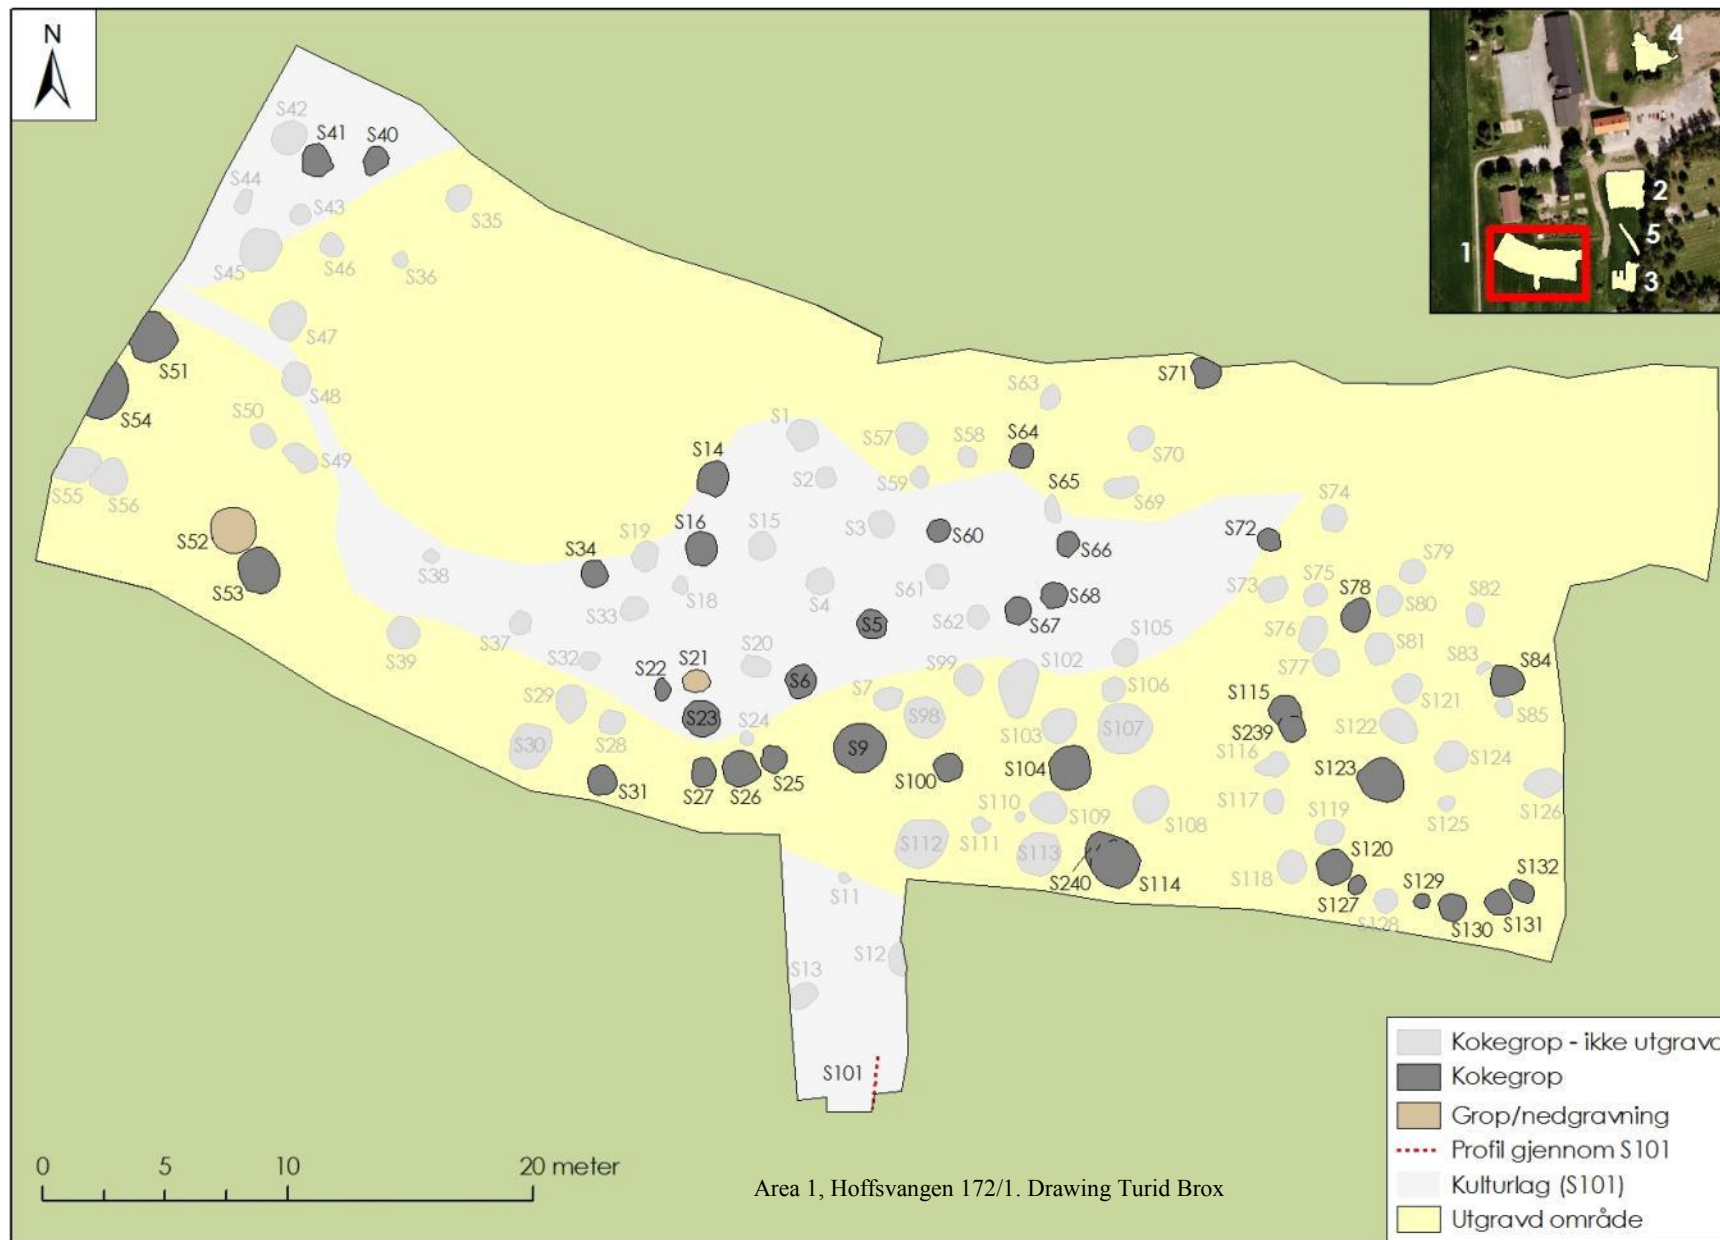 N
4
2
5
1
3
S42
S41
S40
S44
S43
S35
S45
S46
S36
S47
S51
S48
S54
S50
S49
S55
S56
S52
S53
S38
S39
S37
S71
S63
S1
S57
S58
S64
S70
S14
S2
S59
S65
S69
S74
S19
S16
S15
S3
S60
S66
S72
S34
S79
S18
S4
S61
S68
S73
S75
S78
S80
S82
S33
S5
S62
S67
S76
S81
S32
S22
S21
S20
S99
S102
S105
S77
S83
S84
S29
S6
S7
S106
S121
S85
S23
S24
S98
S103
S107
S115
S239
S122
S30
S28
S9
S116
S124
S31
S27
S26
S25
S100
S104
S123
S117
S125
S126
S110
S109
S108
S119
S112
S111
S113
S240
S114
S118
S120
S127
S129
S132
S128
S130
S131
S11
S12
S13
S101
Kokegrop - ikke utgravd
Kokegrop
Grop/nedgravning
Profil gjennom S101
Kulturlag (S101)
Utgravd område
0 5 10 20 meter
Area 1, Hoffsvangen 172/1. Drawing Turid Brox